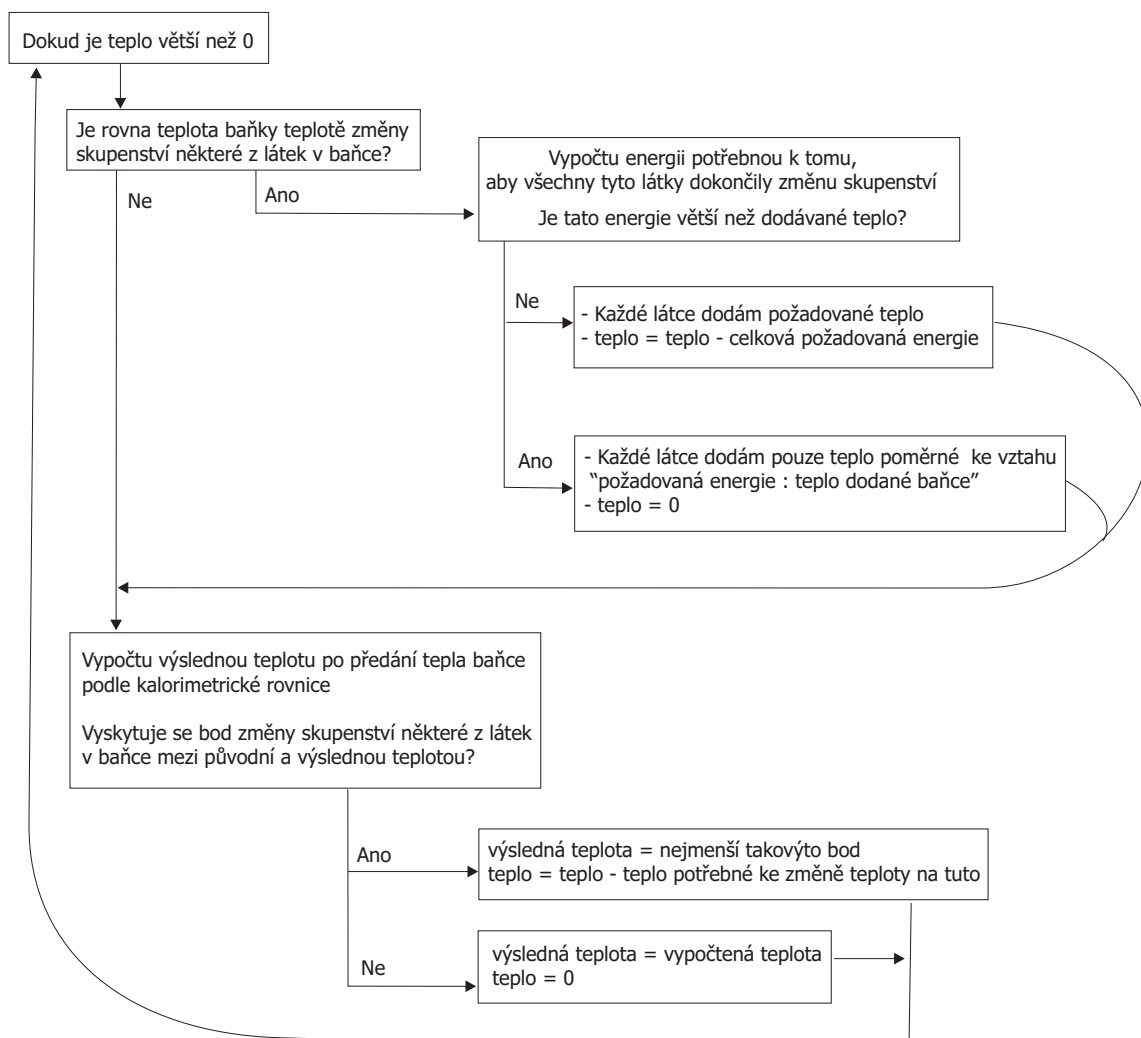 Dokud je teplo větší než 0
Je rovna teplota baňky teplotě změny
skupenství některé z látek v baňce?
Ne
Ano
Vypočtu energii potřebnou k tomu,
aby všechny tyto látky dokončily změnu skupenství
Je tato energie větší než dodávané teplo?
Ne
- Každé látce dodám požadované teplo
- teplo = teplo - celková požadovaná energie
Ano
- Každé látce dodám pouze teplo poměrné ke vztahu
“požadovaná energie : teplo dodané baňce”
- teplo = 0
Vypočtu výslednou teplotu po předání tepla baňce
podle kalorimetrické rovnice
Vyskytuje se bod změny skupenství některé z látek
v baňce mezi původní a výslednou teplotou?
Ano
výsledná teplota = nejmenší takovýto bod
teplo = teplo - teplo potřebné ke změně teploty na tuto
Ne
výsledná teplota = vypočtená teplota
teplo = 0